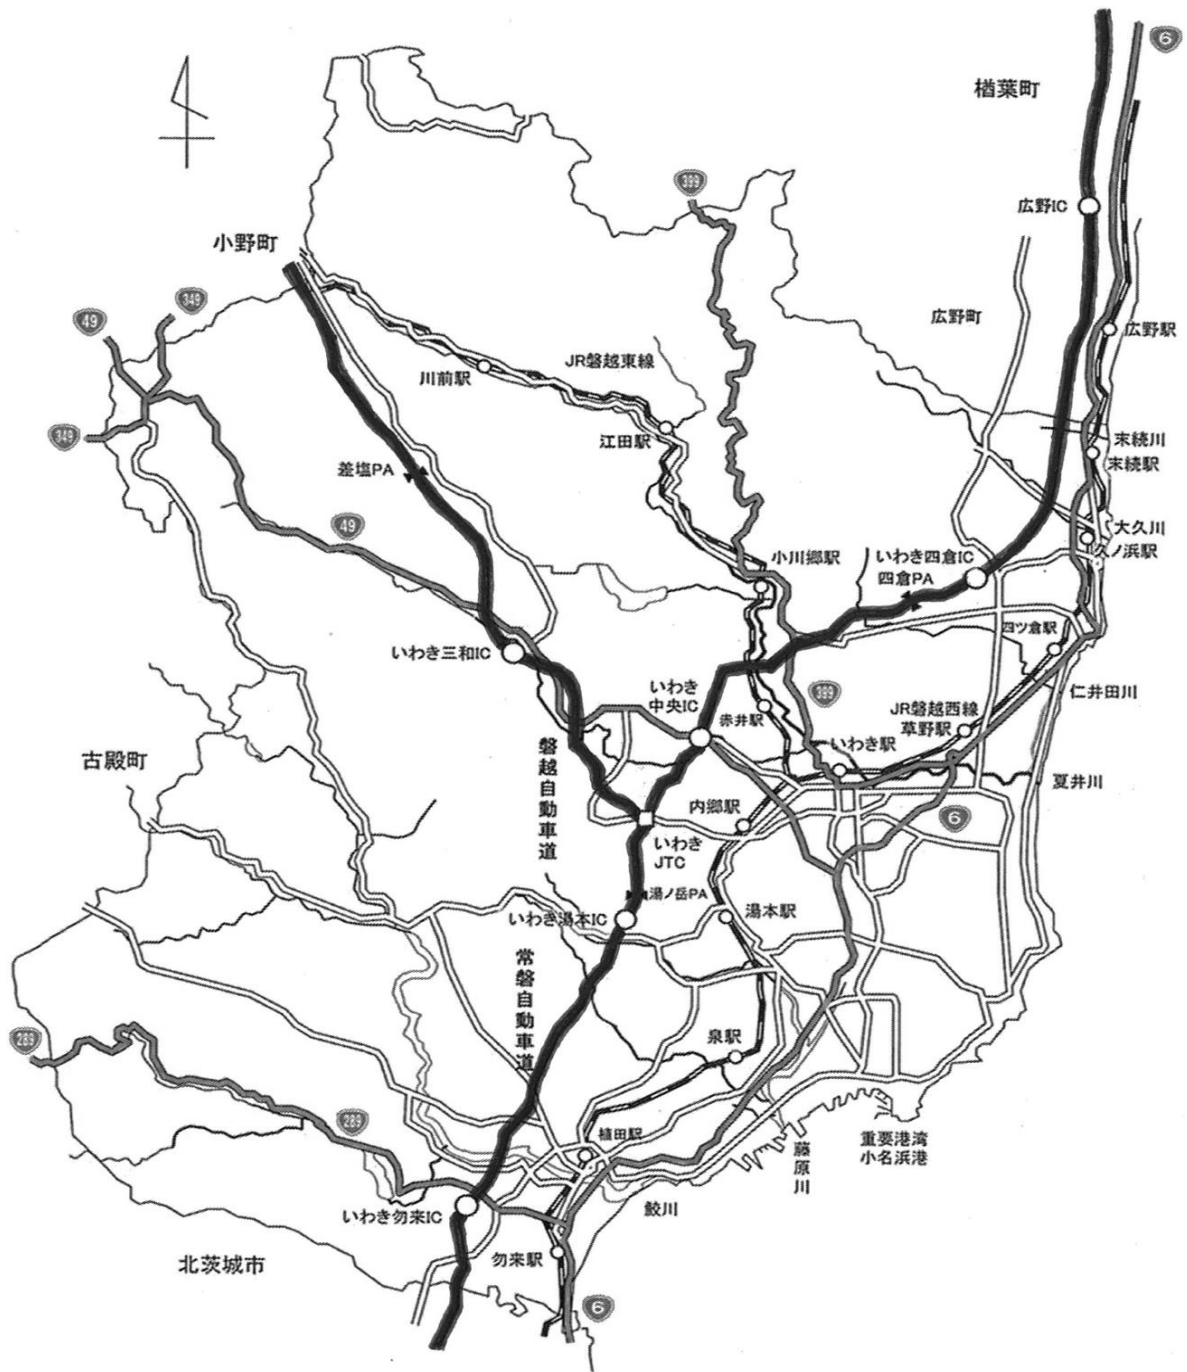 6
楢葉町
399
広野IC
小野町
349
49
広野町
広野駅
JR磐越東線
川前駅
349
江田駅
末続川
末続駅
差塩PA
49
大久川
久ノ浜駅
小川郷駅
いわき四倉IC
四倉PA
四ツ倉駅
いわき三和IC
仁井田川
いわき
中央IC
399
赤井駅
JR磐越西線
草野駅
いわき駅
古殿町
磐越自動車道
夏井川
内郷駅
6
いわき
JTC
湯ノ岳PA
いわき湯本IC
湯本駅
常磐自動車道
289
泉駅
289
植田駅
藤原川
重要港湾
小名浜港
鮫川
いわき勿来IC
勿来駅
北茨城市
6